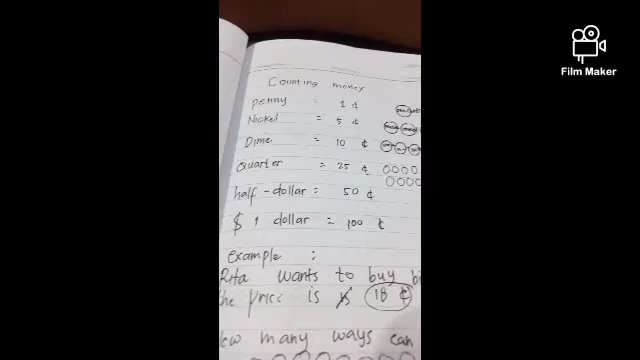 Counting money
penny = 1 ¢
Nickel = 5 ¢
Dime = 10 ¢
Quarter = 25 ¢
half-dollar = 50 ¢
$ 1 dollar = 100 ¢
example :
Rita wants to buy
the price is 18 ¢
many ways can
Film Maker